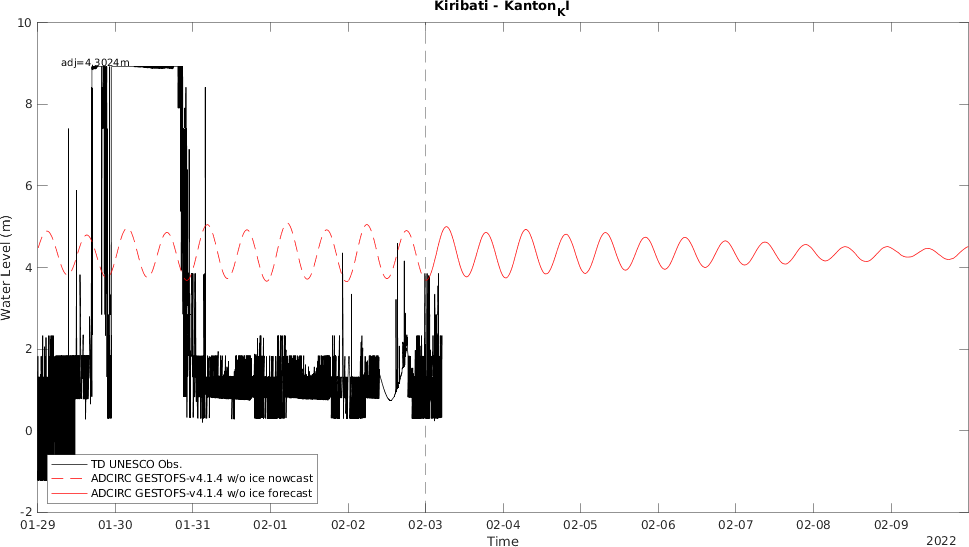 Kiribati - Kanton_KI
adj=4.3024m
10
8
6
4
2
0
-2
Water Level (m)
01-29 01-30 01-31 02-01 02-02 02-03 02-04 02-05 02-06 02-07 02-08 02-09
Time
2022
TD UNESCO Obs.
ADCIRC GESTOFS-v4.1.4 w/o ice nowcast
ADCIRC GESTOFS-v4.1.4 w/o ice forecast